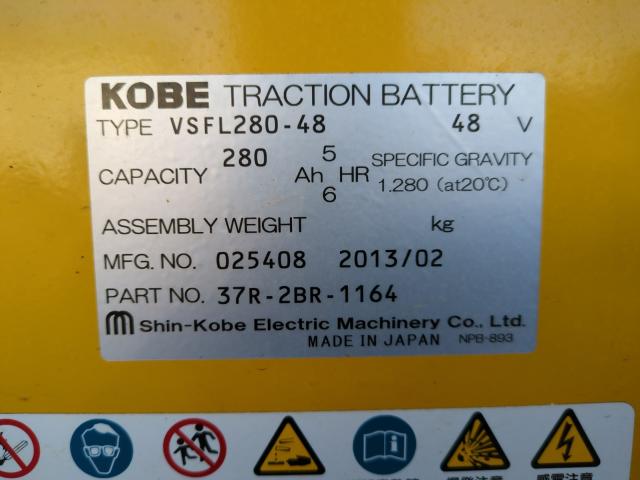 KOBE TRACTION BATTERY
TYPE VSFL280-48 48 V
CAPACITY 280 Ah 5 6 HR SPECIFIC GRAVITY
1.280 (at20℃)
ASSEMBLY WEIGHT kg
MFG. NO. 025408 2013/02
PART NO. 37R-2BR-1164
Shin-Kobe Electric Machinery Co., Ltd.
MADE IN JAPAN NPB-893